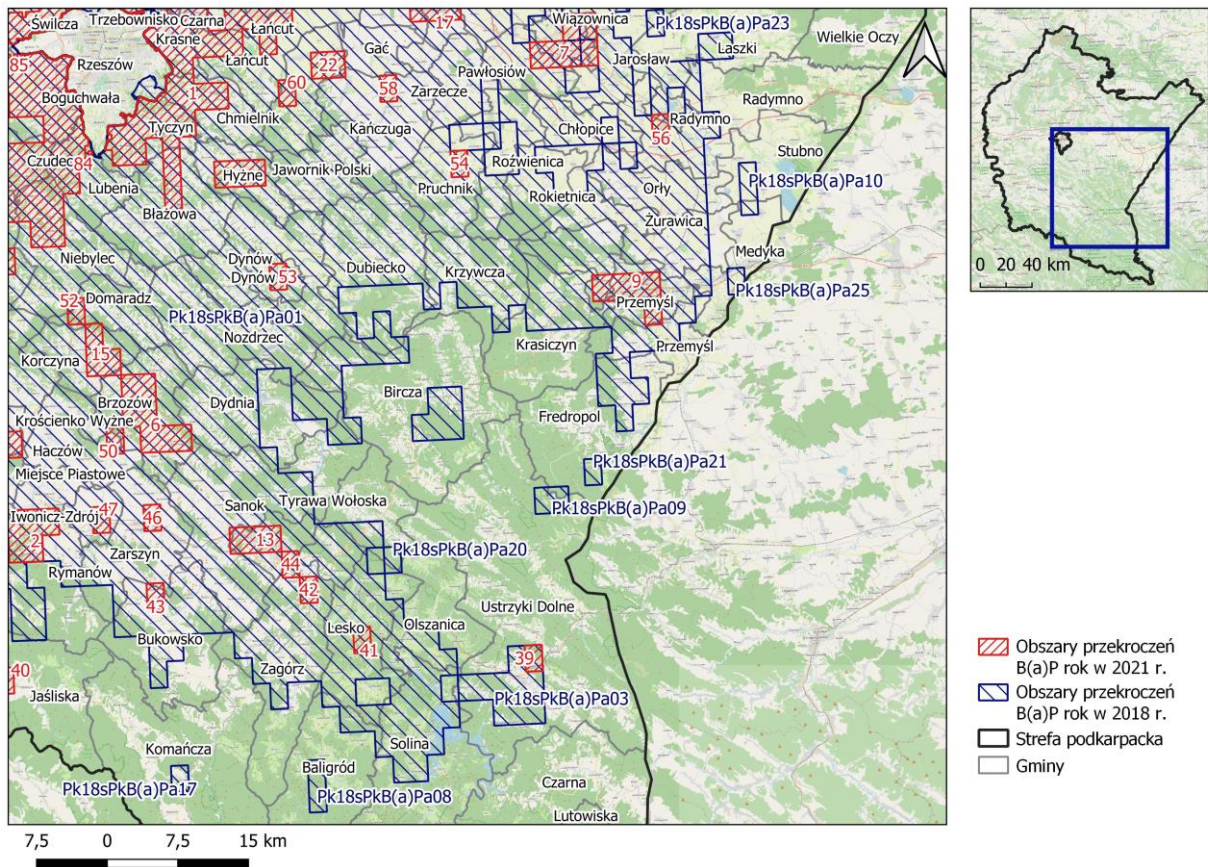 Świlcza
Trzebownisko
Czarna
Krasne
Łańcut
Łańcut
17
Wiązownica
Pk18sPkB(a)Pa23
Wielkie Oczy
85
Rzeszów
Gać
22
7
Jarosław
Laszki
Pawłosiów
Boguchwała
1
60
58
Zarzecze
Radymno
Chmielnik
Tyczyn
Kańczuga
Chłopice
Radymno
56
Stubno
Czudec
84
Lubenia
Hyżne
Jawornik Polski
54
Pruchnik
Roźwienica
Rokietnica
Orły
Pk18sPkB(a)Pa10
Błażowa
Żurawica
Niebylec
Dynów
Dynów
53
Dubiecko
Krzywcza
Medyka
9
Przemyśl
Pk18sPkB(a)Pa25
52
Domaradz
Pk18sPkB(a)Pa01
Nozdrzec
Krasiczyn
Przemyśl
Korczyna
15
Brzozów
Dydnia
Bircza
Fredropol
Krościenko Wyżne
6
50
Haczów
Miejsce Piastowe
Pk18sPkB(a)Pa21
Sanok
Tyrawa Wołoska
Pk18sPkB(a)Pa09
Iwonicz-Zdrój
47
46
2
13
Zarszyn
44
Pk18sPkB(a)Pa20
Rymanów
43
42
Ustrzyki Dolne
Bukowsko
Lesko
41
Olszanica
39
40
Jaśliska
Zagórz
Pk18sPkB(a)Pa03
Komańcza
Solina
Baligród
Pk18sPkB(a)Pa17
Pk18sPkB(a)Pa08
Czarna
Lutowiska
7,5 0 7,5 15 km
0 20 40 km
Obszary przekroczeń
B(a)P rok w 2021 r.
Obszary przekroczeń
B(a)P rok w 2018 r.
Strefa podkarpacka
Gminy